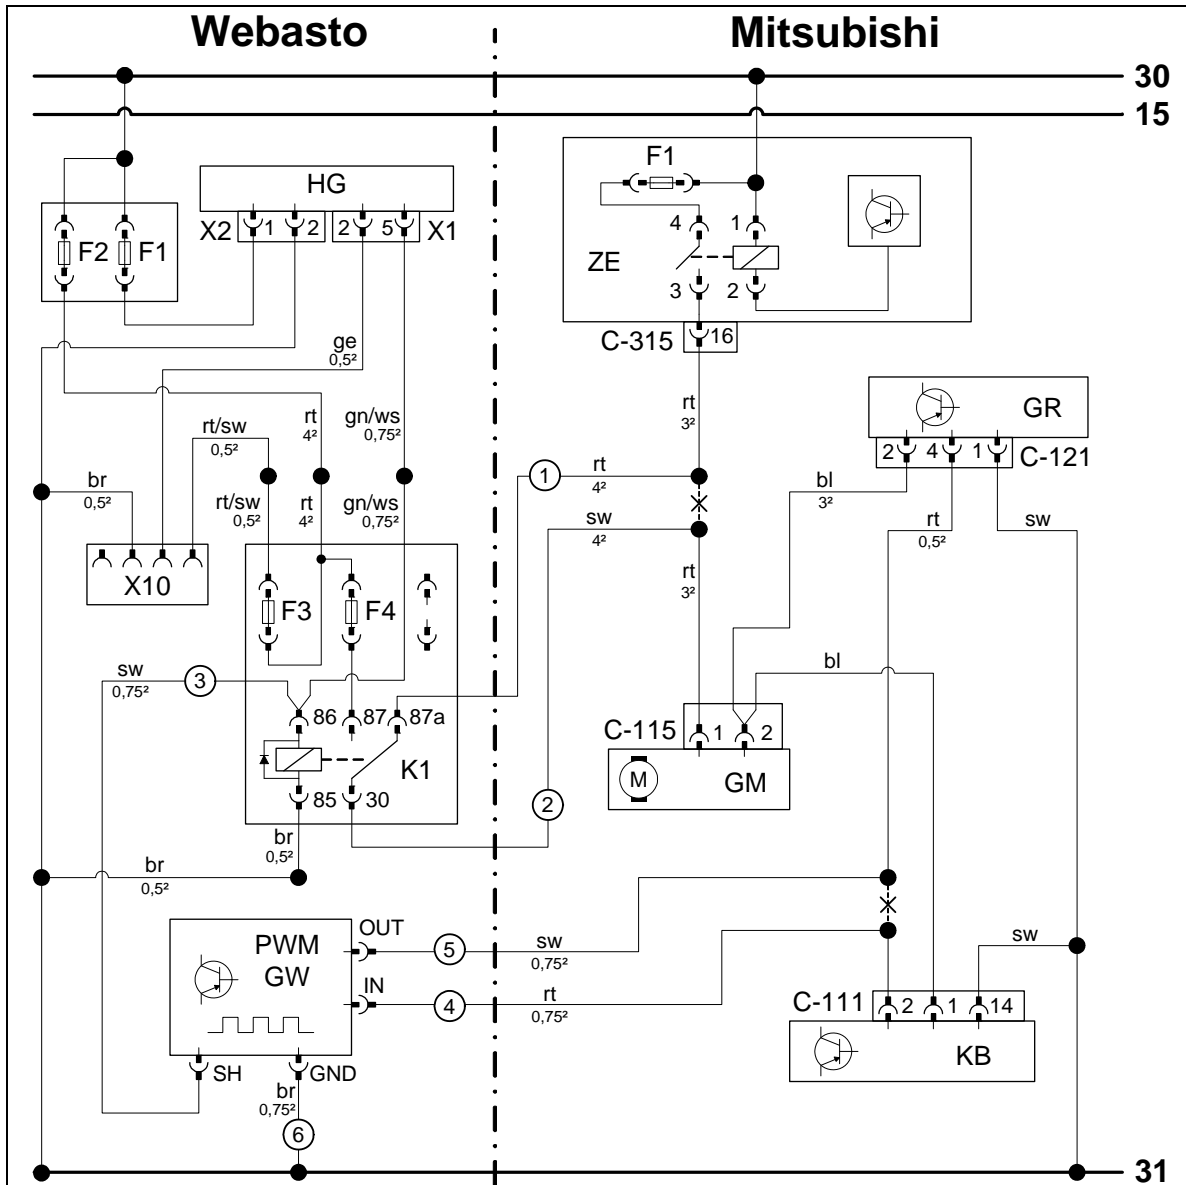 Webasto
Mitsubishi
30
15
HG
X2 1 2 2 5 X1
F2 F1
F1
4 1
ZE
3 2
C-315 16
ge
0,5²
rt/sw
0,5²
rt
4²
gn/ws
0,75²
rt
3²
GR
2 4 1 C-121
br
0,5²
rt/sw
0,5²
rt
4²
gn/ws
0,75²
1
rt
4²
sw
4²
bl
3²
rt
0,5²
sw
X10
F3 F4
rt
3²
sw
0,75²
3
86 87 87a
K1
85 30
bl
C-115 1 2
M GM
2
br
0,5²
br
0,5²
PWM
GW
OUT
IN
5
sw
0,75²
4
rt
0,75²
sw
C-111 2 1 14
KB
SH GND
br
0,75²
6
31